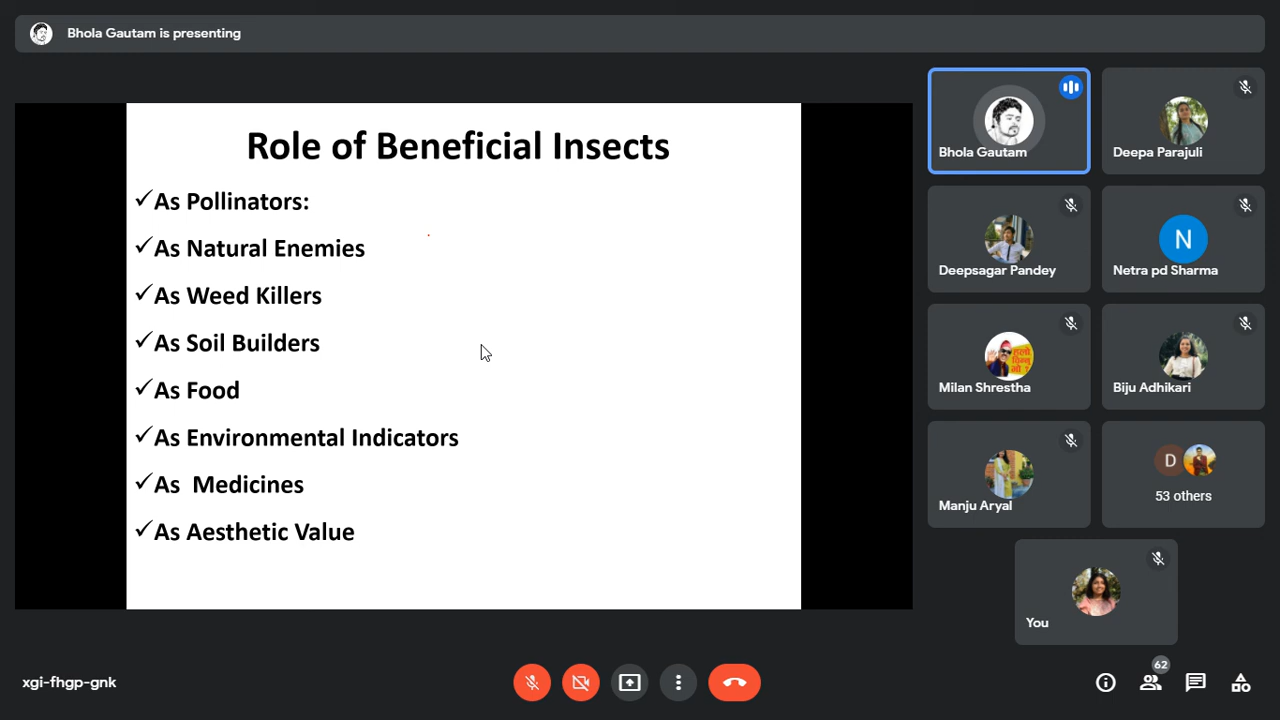 Bhola Gautam is presenting
Role of Beneficial Insects
✓As Pollinators:
✓As Natural Enemies
✓As Weed Killers
✓As Soil Builders
✓As Food
✓As Environmental Indicators
✓As  Medicines
✓As Aesthetic Value
Bhola Gautam
Deepa Parajuli
Deepsagar Pandey
N
Netra pd Sharma
Milan Shrestha
Biju Adhikari
Manju Aryal
D
53 others
You
xgi-fhgp-gnk
62